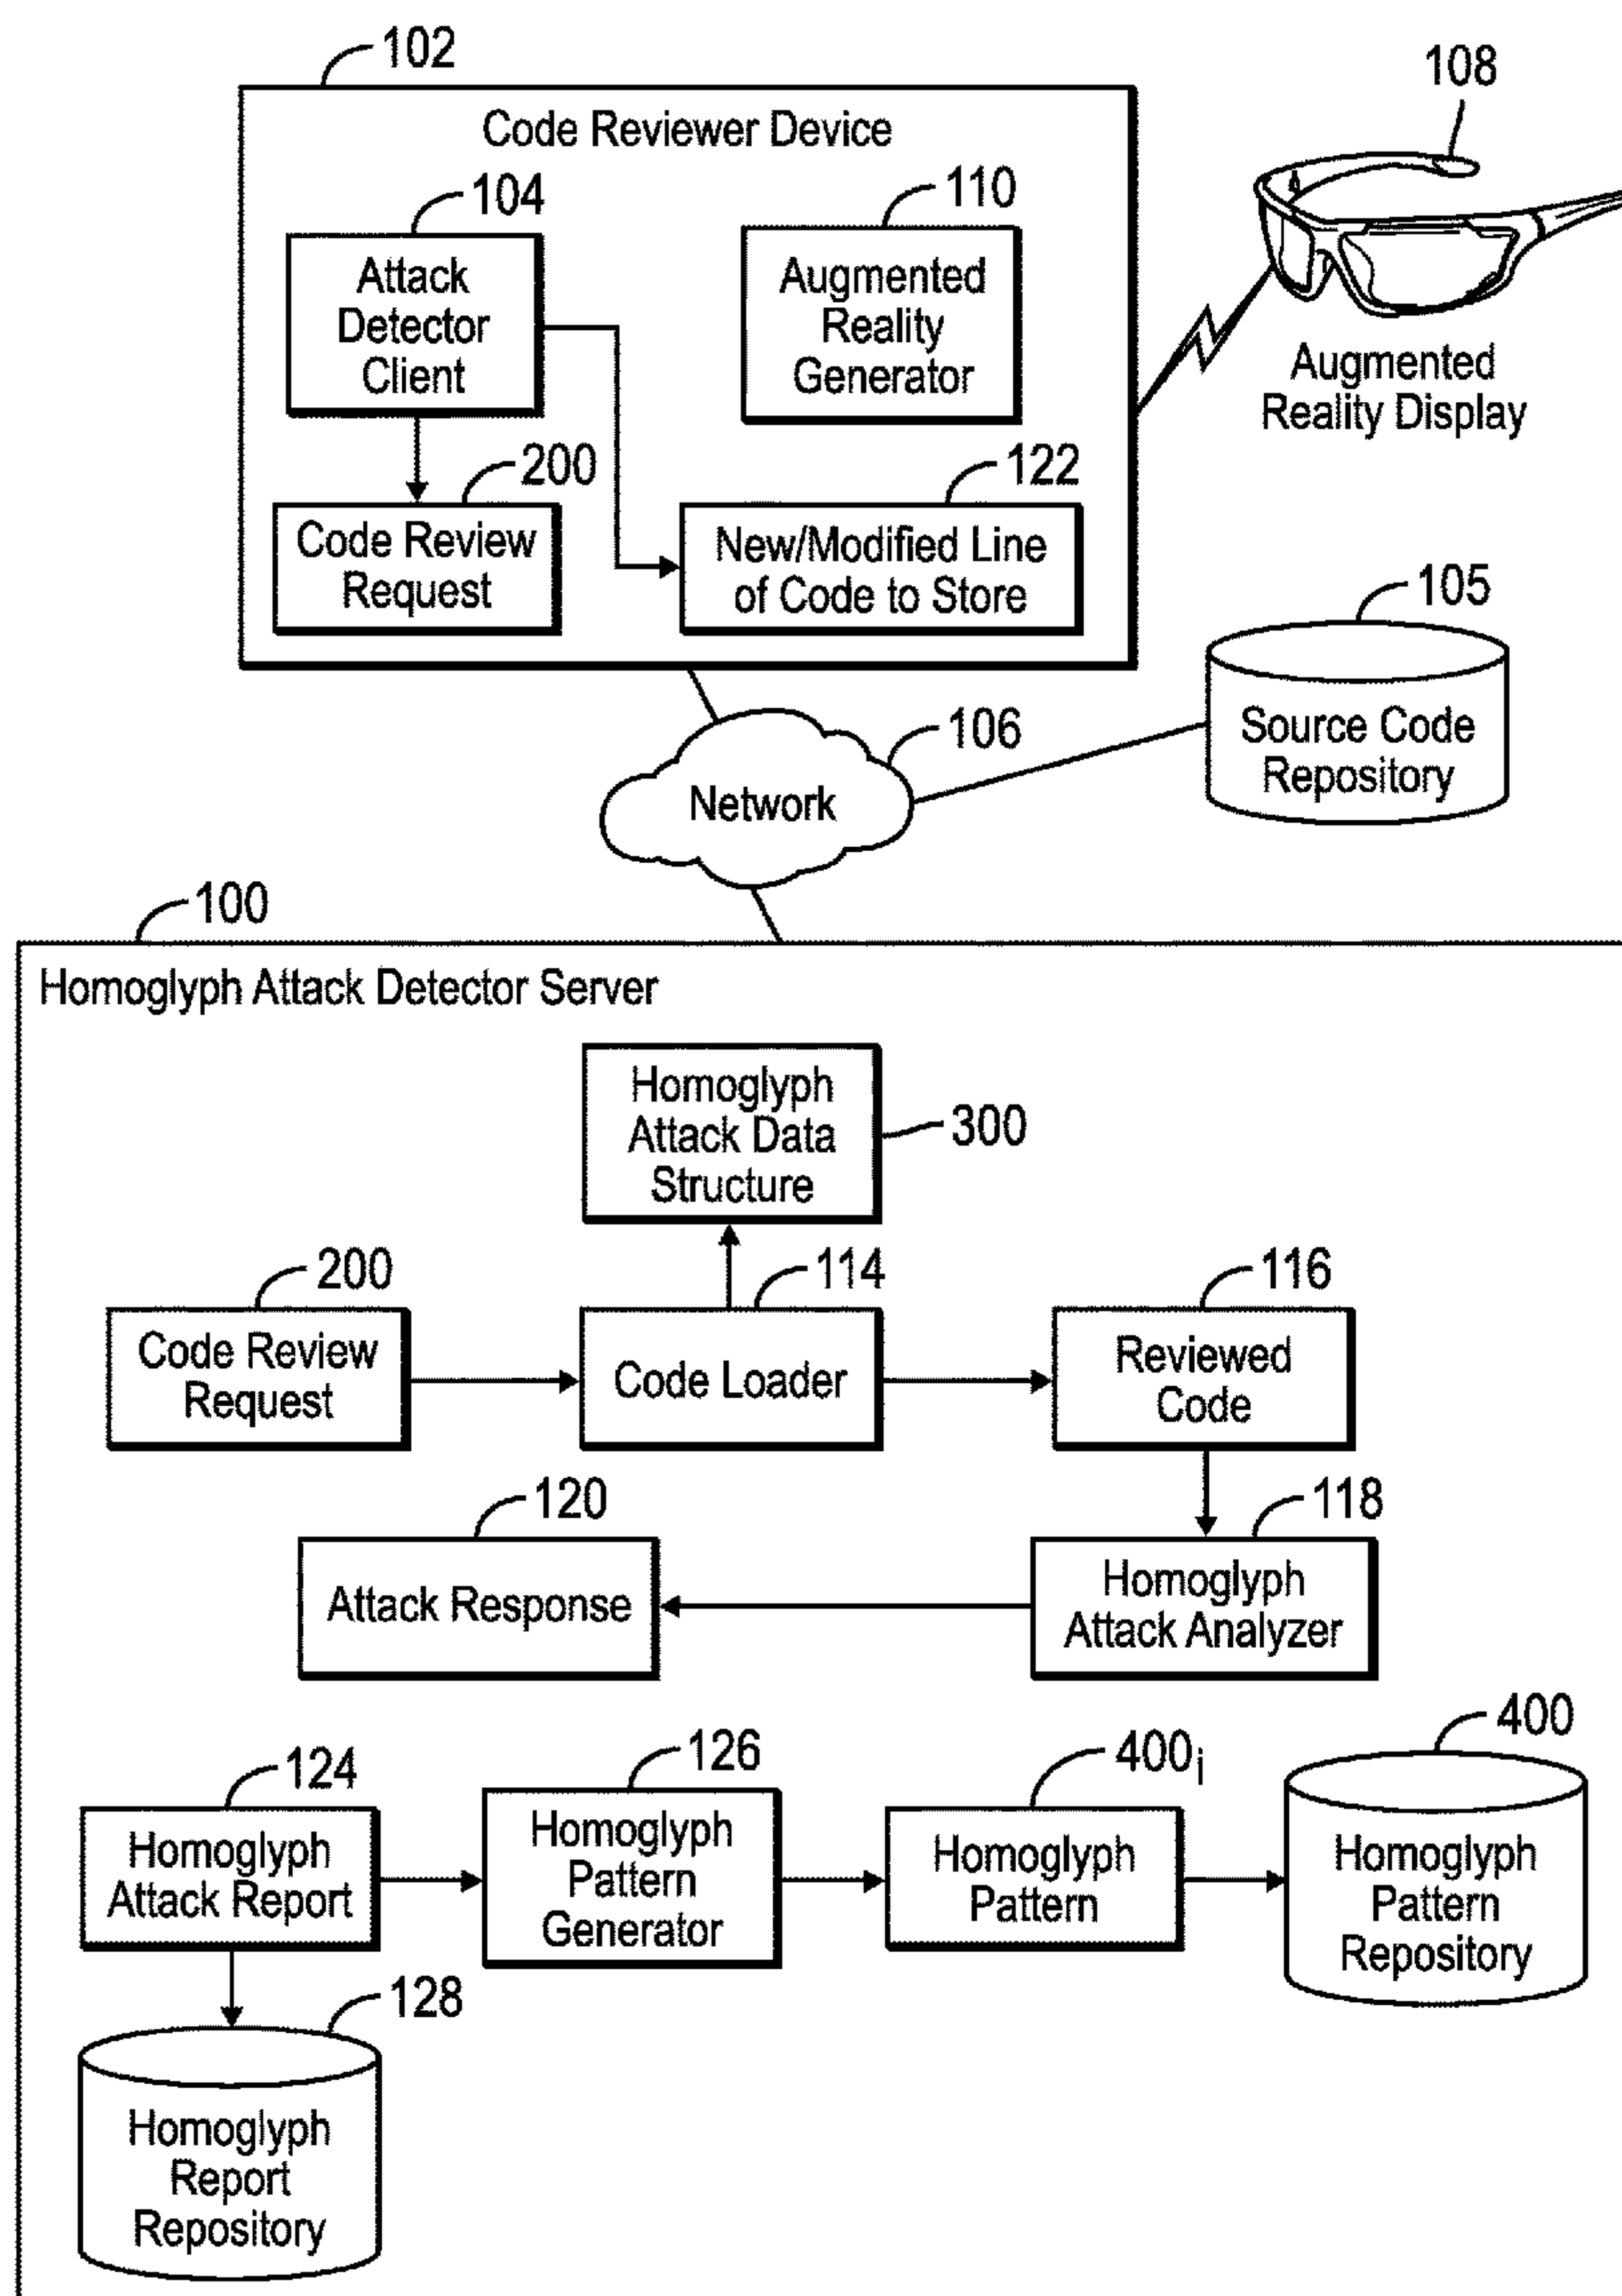 102
108
Code Reviewer Device
104
110
Attack
Detector
Client
Augmented
Reality
Generator
Augmented
Reality Display
200
122
Code Review
Request
New/Modified Line
of Code to Store
105
Source Code
Repository
106
Network
100
Homoglyph Attack Detector Server
Homoglyph
Attack Data
Structure
300
200
114
116
Code Review
Request
Code Loader
Reviewed
Code
120
118
Attack Response
Homoglyph
Attack Analyzer
124
126
400i
400
Homoglyph
Attack Report
Homoglyph
Pattern
Generator
Homoglyph
Pattern
Homoglyph
Pattern
Repository
128
Homoglyph
Report
Repository